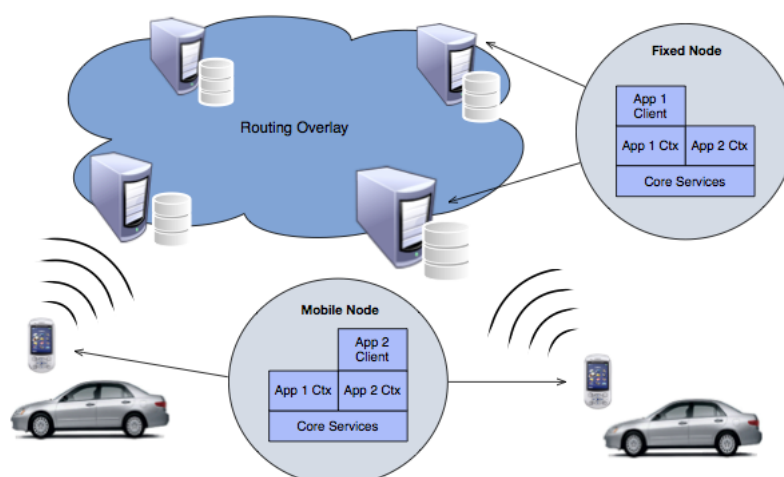 Fixed Node
App 1
Client
App 1 Ctx
App 2 Ctx
Core Services
Routing Overlay
Mobile Node
App 2
Client
App 1 Ctx
App 2 Ctx
Core Services